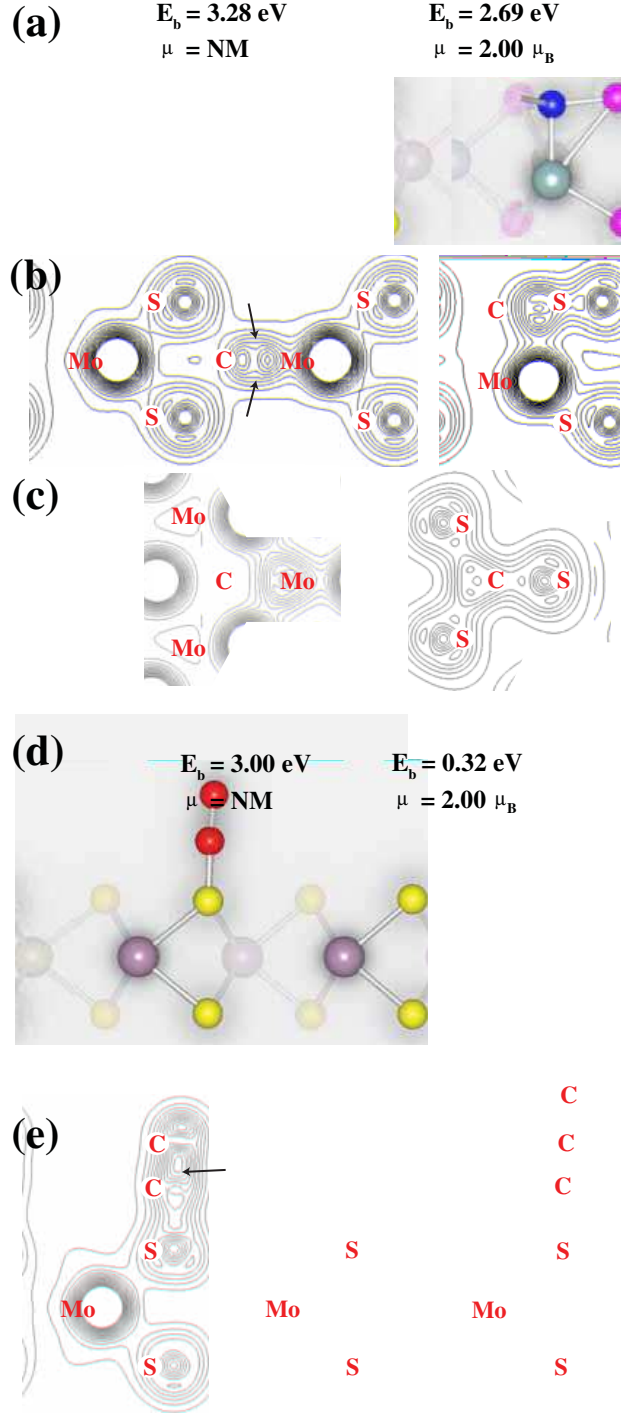 (a)
E_b = 3.28 eV E_b = 2.69 eV
μ = NM μ = 2.00 μ_B
(b)
S S C S
Mo C Mo Mo
S S S
(c)
Mo S
C Mo C S
Mo S
(d)
E_b = 3.00 eV E_b = 0.32 eV
μ = NM μ = 2.00 μ_B
(e)
C
C C
C C
S S S
Mo Mo Mo
S S S